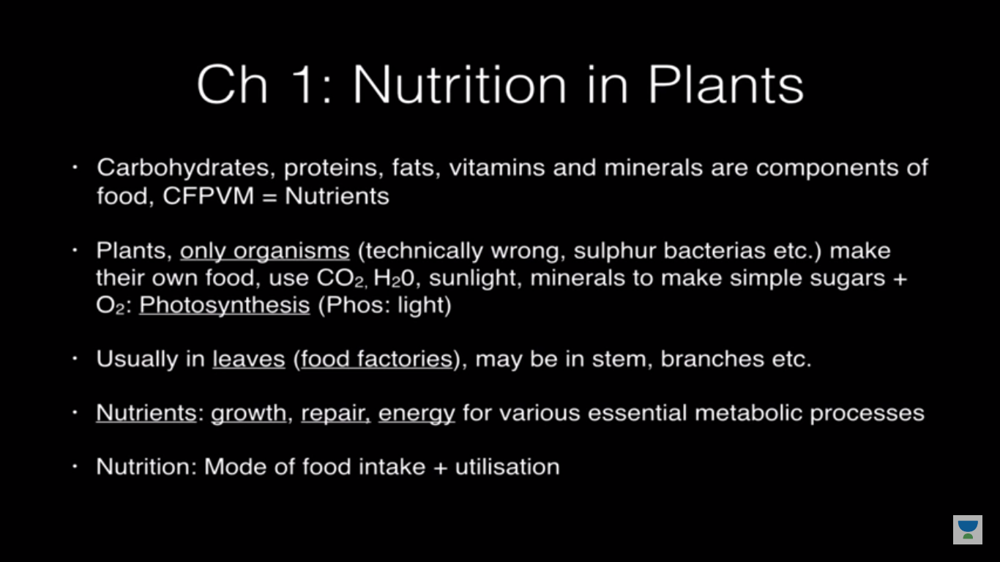 Ch 1: Nutrition in Plants
· Carbohydrates, proteins, fats, vitamins and minerals are components of
food, CFPVM = Nutrients
· Plants, only organisms (technically wrong, sulphur bacterias etc.) make
their own food, use CO₂, H₂0, sunlight, minerals to make simple sugars +
O₂: Photosynthesis (Phos: light)
· Usually in leaves (food factories), may be in stem, branches etc.
· Nutrients: growth, repair, energy for various essential metabolic processes
· Nutrition: Mode of food intake + utilisation